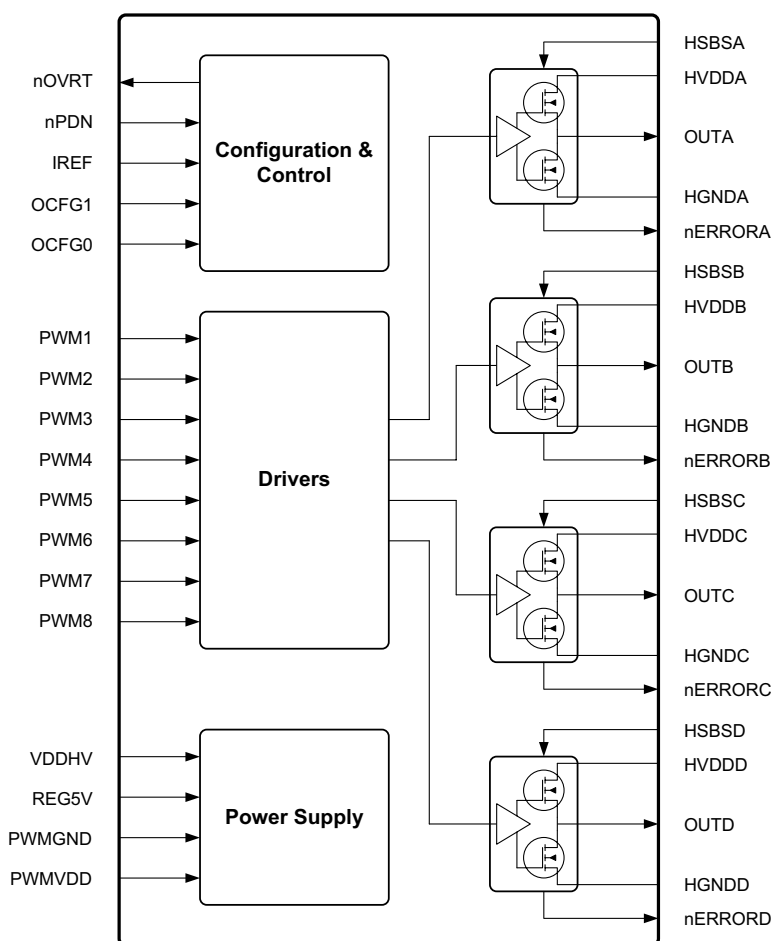 nOVRT
nPDN
IREF
OCFG1
OCFG0
Configuration &
Control
PWM1
PWM2
PWM3
PWM4
PWM5
PWM6
PWM7
PWM8
Drivers
VDDHV
REG5V
PWMGND
PWMVDD
Power Supply
HSBSA
HVDDA
OUTA
HGNDA
nERRORA
HSBSB
HVDDB
OUTB
HGNDB
nERRORB
HSBSC
HVDDC
OUTC
HGNDC
nERRORC
HSBSD
HVDDD
OUTD
HGNDD
nERRORD